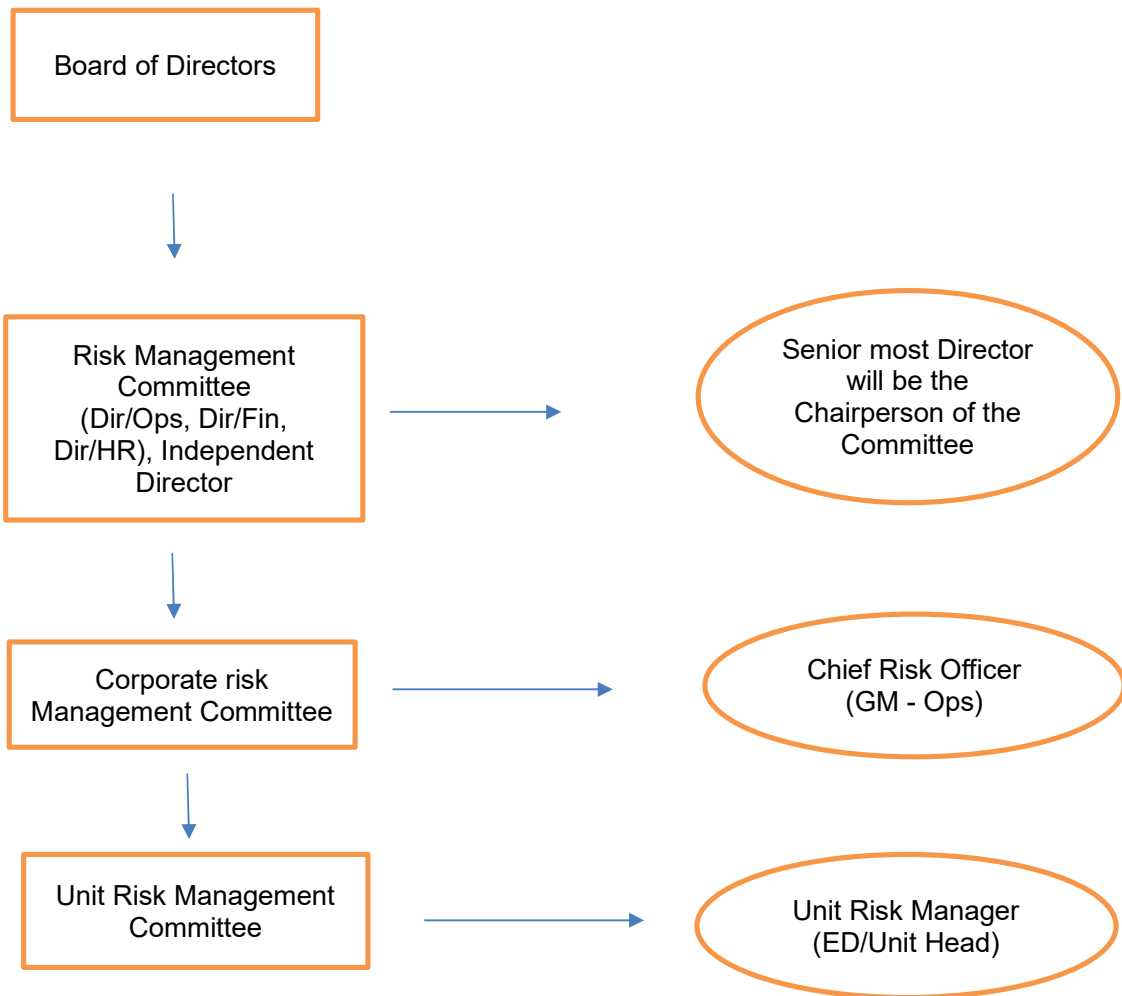 Board of Directors
Risk Management
Committee
(Dir/Ops, Dir/Fin,
Dir/HR), Independent
Director
Senior most Director
will be the
Chairperson of the
Committee
Corporate risk
Management Committee
Chief Risk Officer
(GM - Ops)
Unit Risk Management
Committee
Unit Risk Manager
(ED/Unit Head)